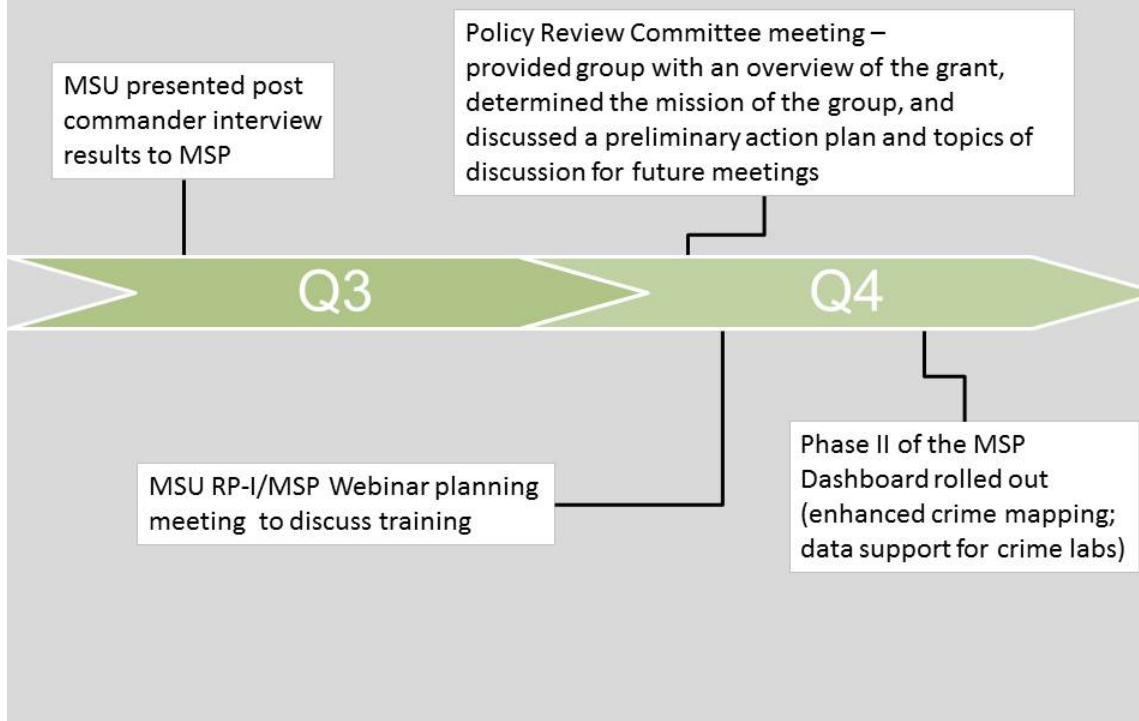 Policy Review Committee meeting –
provided group with an overview of the grant,
determined the mission of the group, and
discussed a preliminary action plan and topics of
discussion for future meetings
MSU presented post
commander interview
results to MSP
Q3
Q4
MSU RP-I/MSP Webinar planning
meeting to discuss training
Phase II of the MSP
Dashboard rolled out
(enhanced crime mapping;
data support for crime labs)